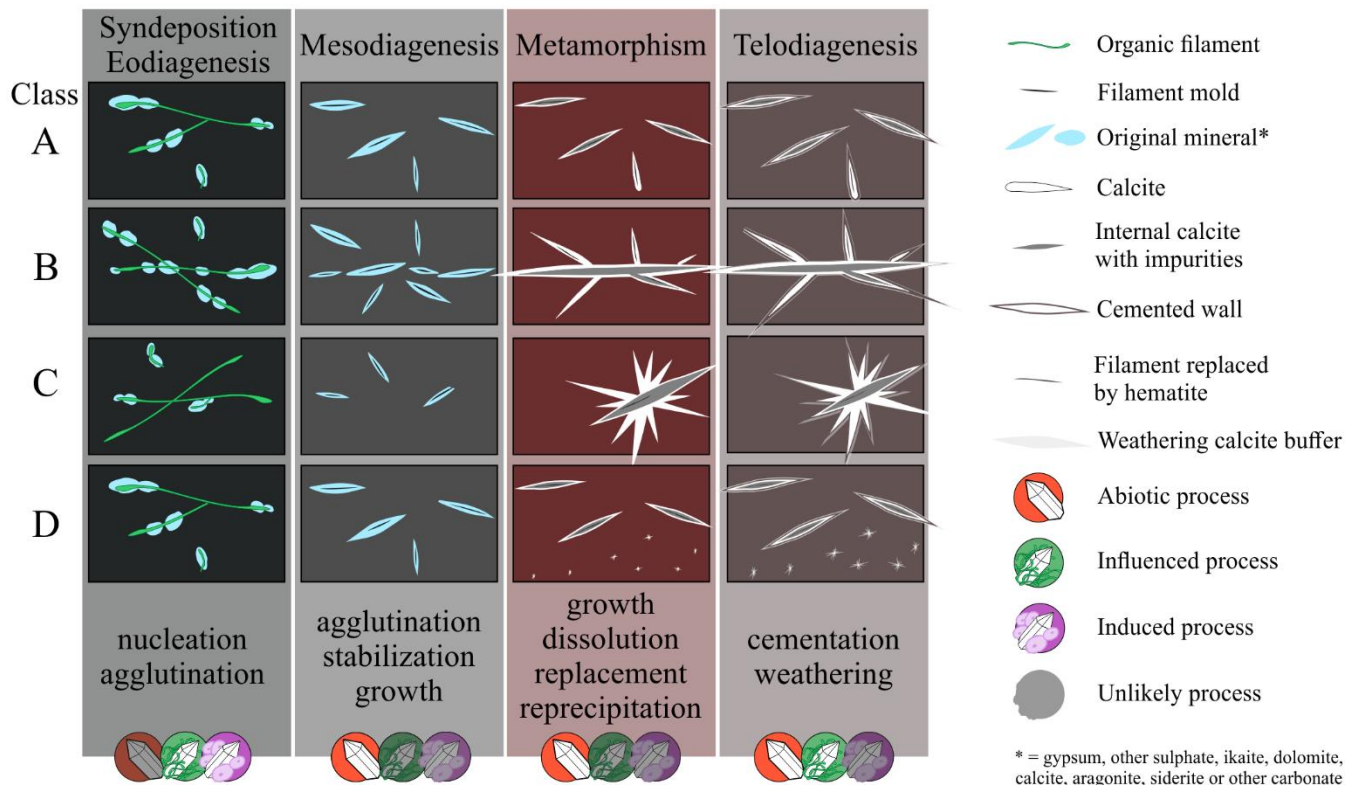 Syndeposition
Eodiagenesis
Mesodiagenesis
Metamorphism
Telodiagenesis
Class
A
B
C
D
nucleation
agglutination
agglutination
stabilization
growth
growth
dissolution
replacement
reprecipitation
cementation
weathering
Organic filament
Filament mold
Original mineral*
Calcite
Internal calcite
with impurities
Cemented wall
Filament replaced
by hematite
Weathering calcite buffer
Abiotic process
Influenced process
Induced process
Unlikely process
* = gypsum, other sulphate, ikaite, dolomite,
calcite, aragonite, siderite or other carbonate